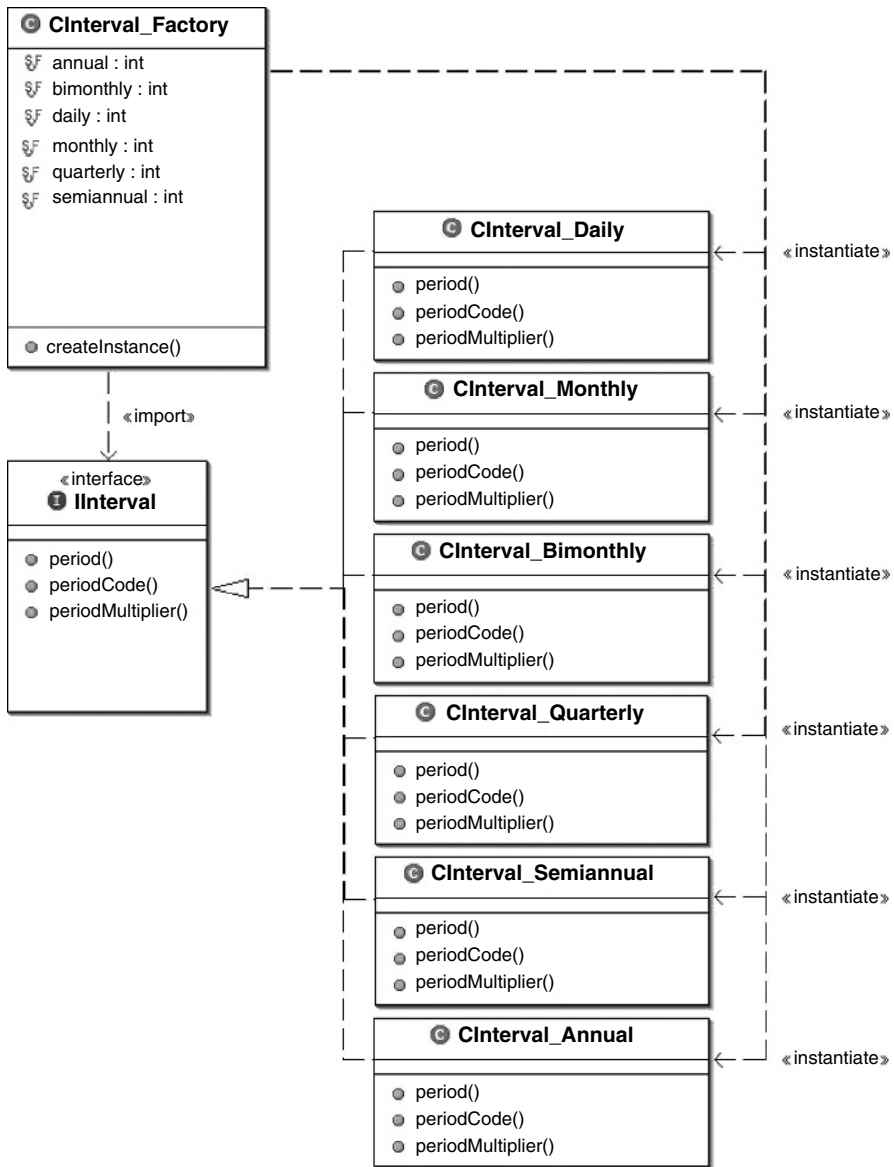 CInterval_Factory
annual : int
bimonthly : int
daily : int
monthly : int
quarterly : int
semiannual : int
createInstance()
«import»
«interface»
IInterval
period()
periodCode()
periodMultiplier()
CInterval_Daily
period()
periodCode()
periodMultiplier()
«instantiate»
CInterval_Monthly
period()
periodCode()
periodMultiplier()
«instantiate»
CInterval_Bimonthly
period()
periodCode()
periodMultiplier()
«instantiate»
CInterval_Quarterly
period()
periodCode()
periodMultiplier()
«instantiate»
CInterval_Semiannual
period()
periodCode()
periodMultiplier()
«instantiate»
CInterval_Annual
period()
periodCode()
periodMultiplier()
«instantiate»